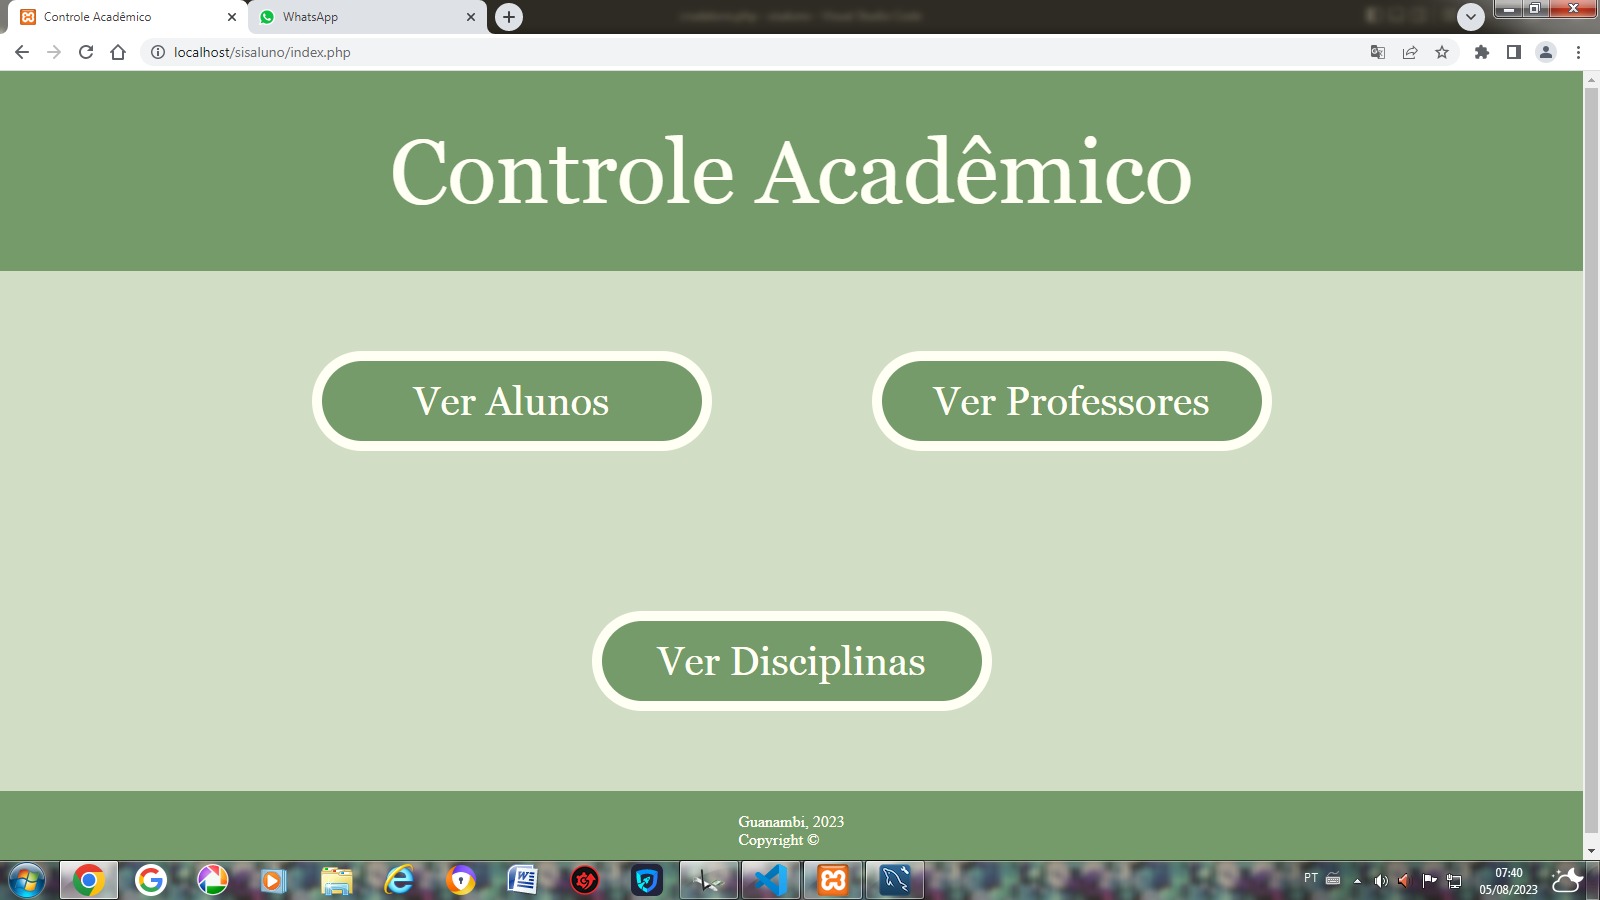 Controle Acadêmico
WhatsApp
localhost/sisaluno/index.php
Controle Acadêmico
Ver Alunos
Ver Professores
Ver Disciplinas
Guanambi, 2023
Copyright ©
PT
07:40
05/08/2023